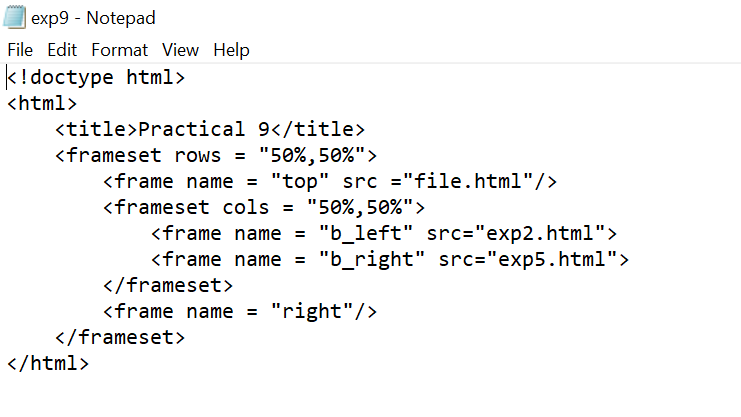 exp9 - Notepad
File Edit Format View Help
<!doctype html>
<html>
    <title>Practical 9</title>
    <frameset rows = "50%,50%">
        <frame name = "top" src ="file.html"/>
        <frameset cols = "50%,50%">
            <frame name = "b_left" src="exp2.html">
            <frame name = "b_right" src="exp5.html">
        </frameset>
        <frame name = "right"/>
    </frameset>
</html>